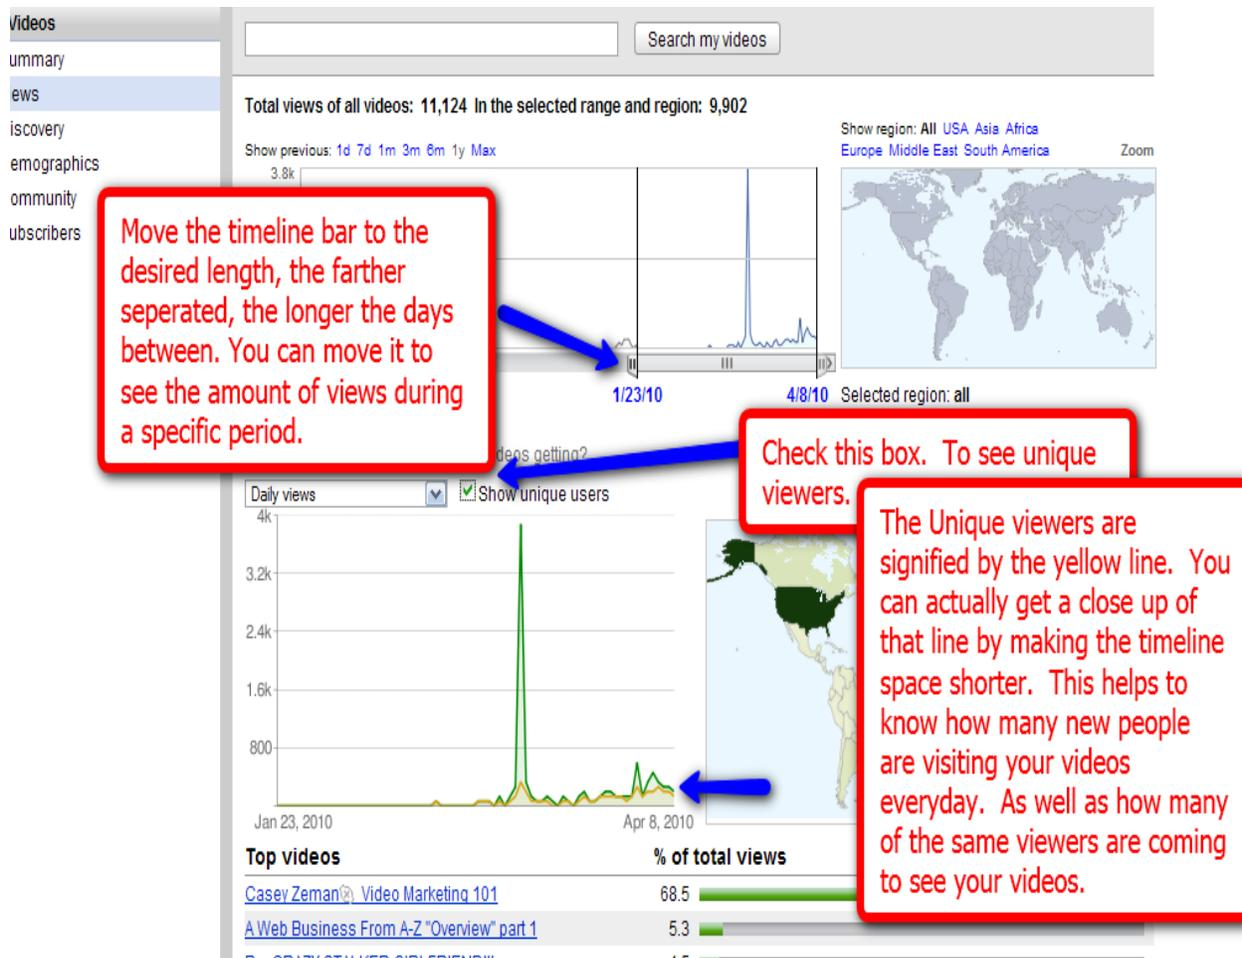 Videos
ummary
ews
iscovery
emographics
ommunity
ubscribers
Search my videos
Total views of all videos: 11,124 In the selected range and region: 9,902
Show previous: 1d 7d 1m 3m 6m 1y Max
3.8k
Show region: All USA Asia Africa
Europe Middle East South America
Zoom
Move the timeline bar to the
desired length, the farther
seperated, the longer the days
between. You can move it to
see the amount of views during
a specific period.
1/23/10
4/8/10
Selected region: all
deos getting?
Check this box. To see unique
viewers.
Daily views
Show unique users
4k
3.2k
2.4k
1.6k
800
Jan 23, 2010
Apr 8, 2010
The Unique viewers are
signified by the yellow line. You
can actually get a close up of
that line by making the timeline
space shorter. This helps to
know how many new people
are visiting your videos
everyday. As well as how many
of the same viewers are coming
to see your videos.
Top videos
% of total views
Casey Zeman Video Marketing 101
68.5
A Web Business From A-Z "Overview" part 1
5.3